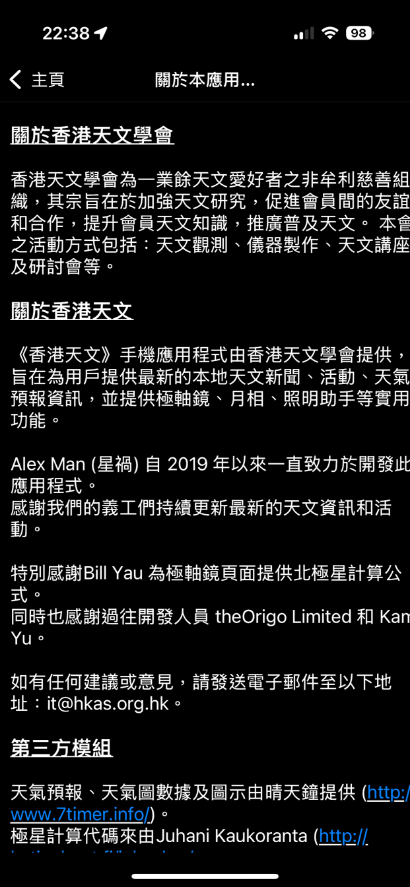 22:38
98
主頁
關於本應用...
關於香港天文學會
香港天文學會為一業餘天文愛好者之非牟利慈善組
織，其宗旨在於加強天文研究，促進會員間的友誼
和合作，提升會員天文知識，推廣普及天文。 本會
之活動方式包括：天文觀測、儀器製作、天文講座
及研討會等。
關於香港天文
《香港天文》手機應用程式由香港天文學會提供，
旨在為用戶提供最新的本地天文新聞、活動、天氣
預報資訊，並提供極軸鏡、月相、照明助手等實用
功能。
Alex Man (星禍) 自 2019 年以來一直致力於開發此
應用程式。
感謝我們的義工們持續更新最新的天文資訊和活
動。
特別感謝Bill Yau 為極軸鏡頁面提供北極星計算公
式。
同時也感謝過往開發人員 theOrigo Limited 和 Kam
Yu。
如有任何建議或意見，請發送電子郵件至以下地
址：it@hkas.org.hk。
第三方模組
天氣預報、天氣圖數據及圖示由晴天鐘提供 (http:/
www.7timer.info/)。
極星計算代碼來由Juhani Kaukoranta (http://